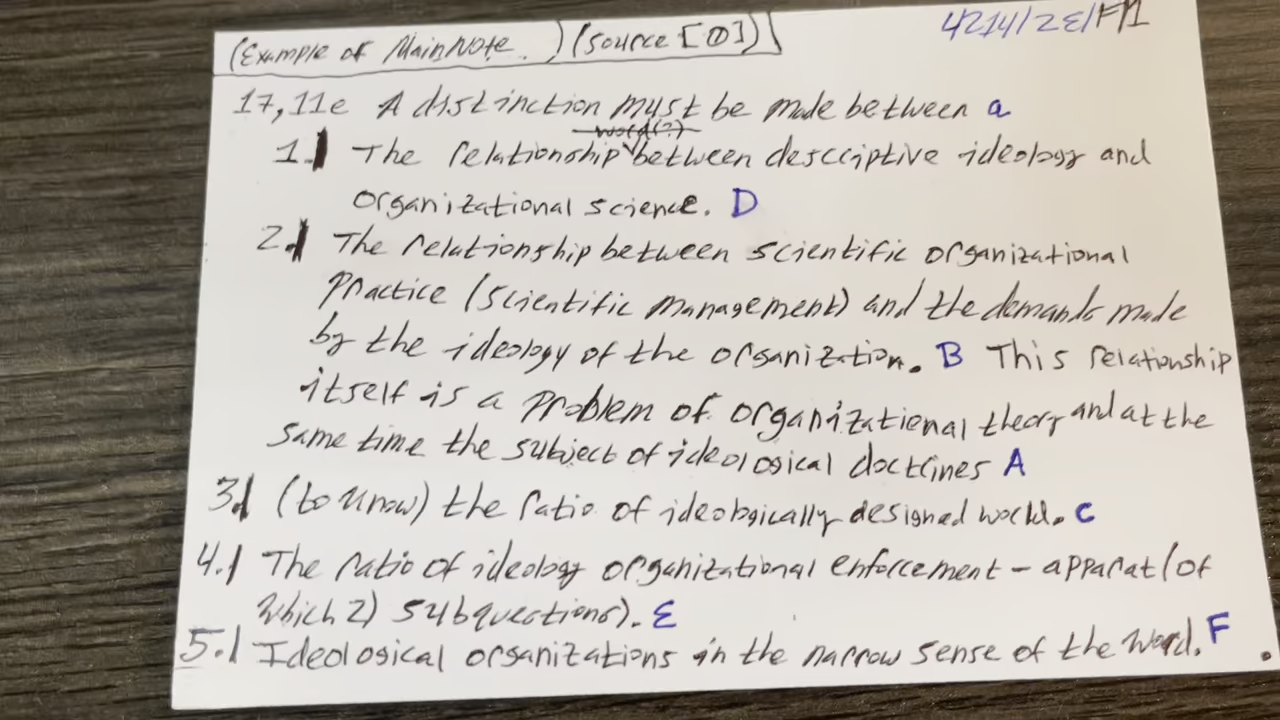 (Example of MainNote.) (source [①])
4214/2E/FM
17,11e A distinction must be made between a
word(?)
1. The relationship between descriptive ideology and
organizational science. D
2. The relationship between scientific organizational
Practice (scientific management) and the demands made
by the ideology of the organization. B This relationship
itself is a problem of organizational theory and at the
same time the subject of ideological doctrines A
3. (to know) the ratio of ideologically designed world. C
4. The ratio of ideology organizational enforcement - apparat (of
which 2) subquestions). E
5. Ideological organizations in the narrow sense of the word. F